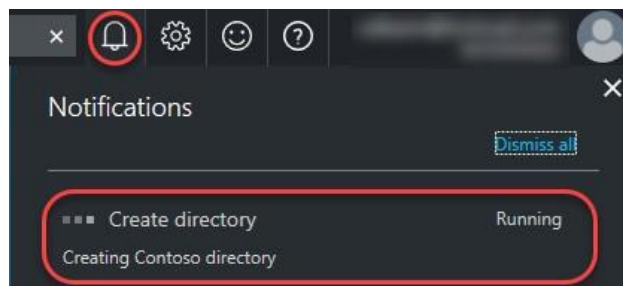 Notifications
Dismiss all
Create directory Running
Creating Contoso directory